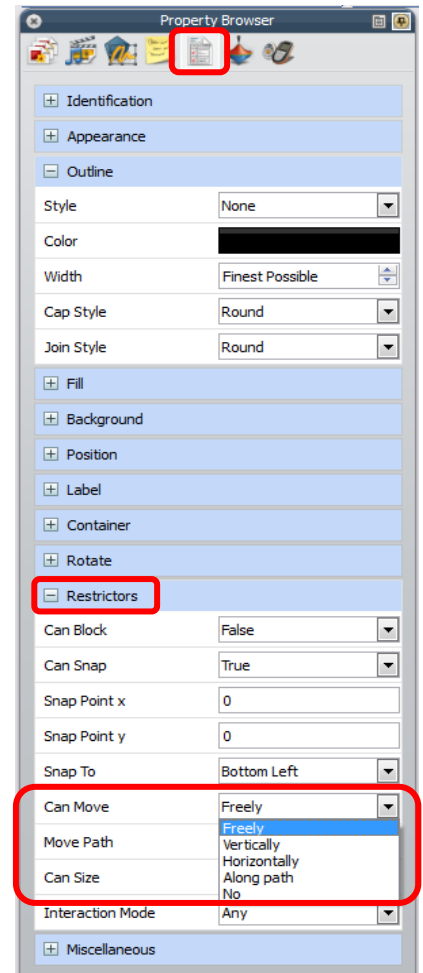 Property Browser
Identification
Appearance
Outline
Style None
Color
Width Finest Possible
Cap Style Round
Join Style Round
Fill
Background
Position
Label
Container
Rotate
Restrictors
Can Block False
Can Snap True
Snap Point x 0
Snap Point y 0
Snap To Bottom Left
Can Move Freely
Freely
Move Path Vertically
Horizontally
Can Size Along path
No
Interaction Mode Any
Miscellaneous